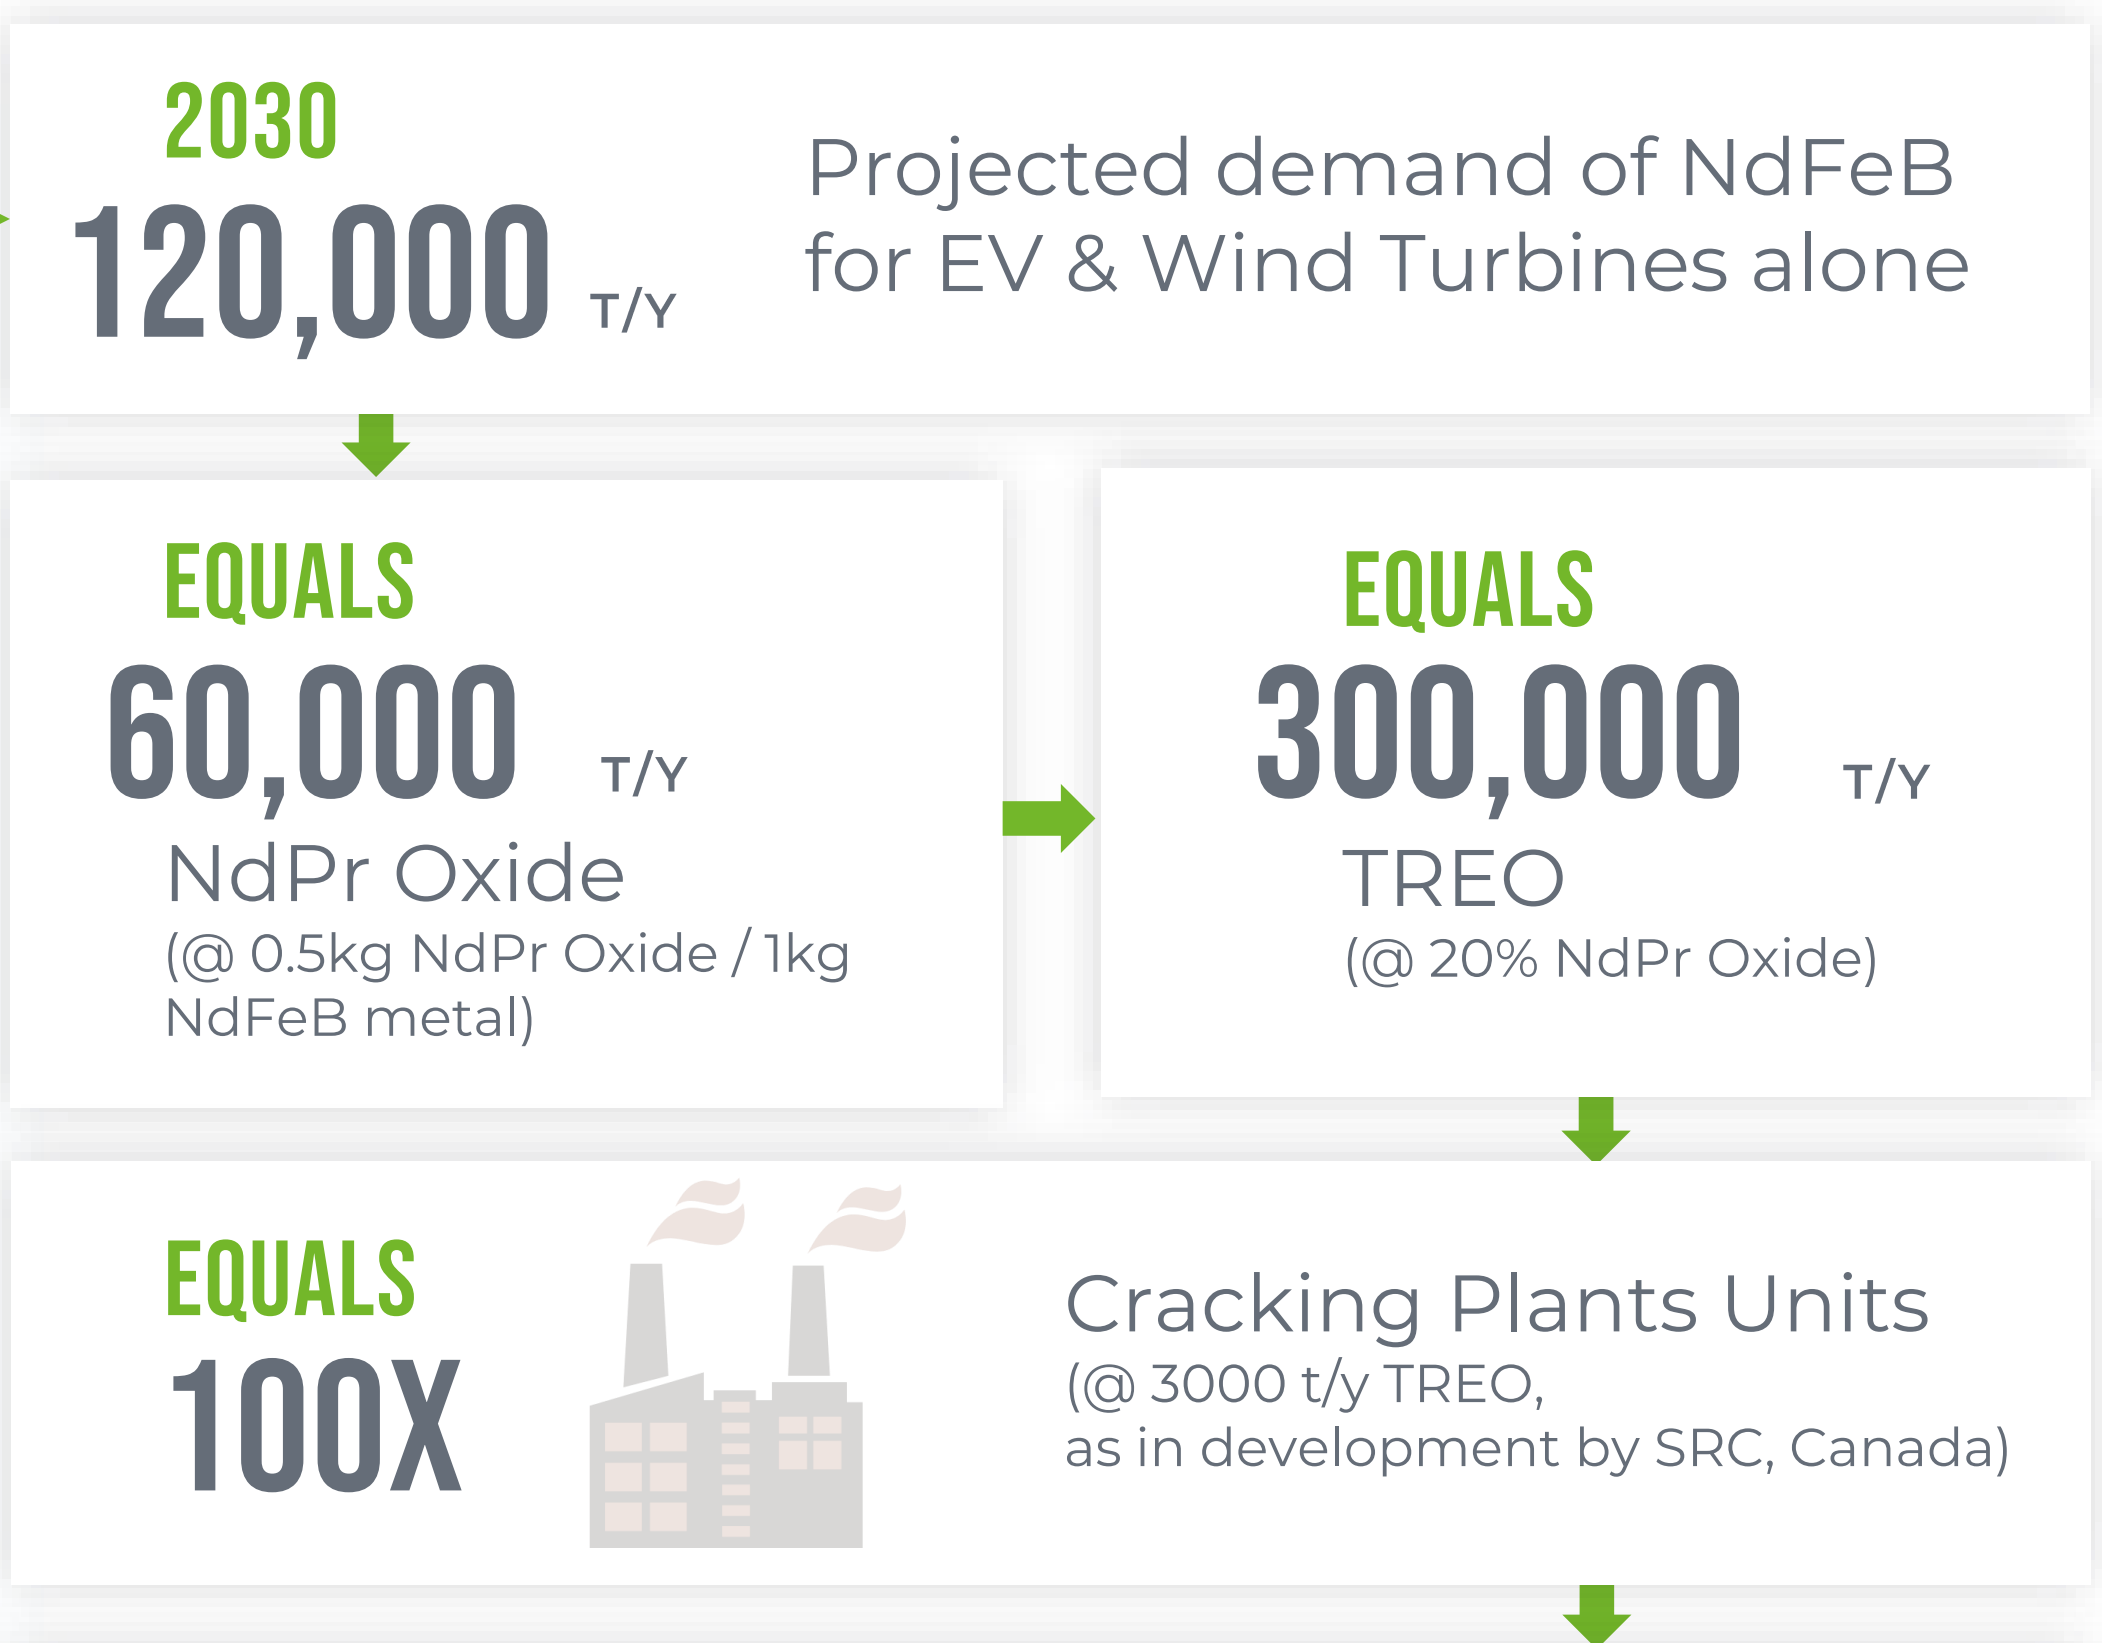 2030
120,000 T/Y
Projected demand of NdFeB
for EV & Wind Turbines alone
EQUALS
60,000 T/Y
NdPr Oxide
(@ 0.5kg NdPr Oxide / 1kg
NdFeB metal)
EQUALS
300,000 T/Y
TREO
(@ 20% NdPr Oxide)
EQUALS
100X
Cracking Plants Units
(@ 3000 t/y TREO,
as in development by SRC, Canada)